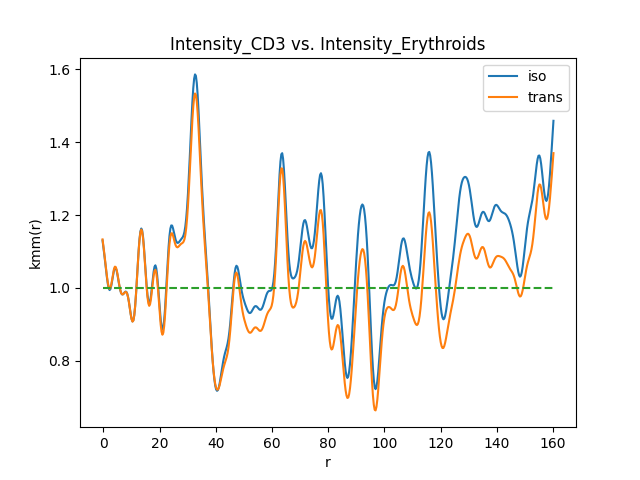 Intensity_CD3 vs. Intensity_Erythroids
iso
trans
1.6
1.4
1.2
1.0
0.8
kmm(r)
0 20 40 60 80 100 120 140 160
r